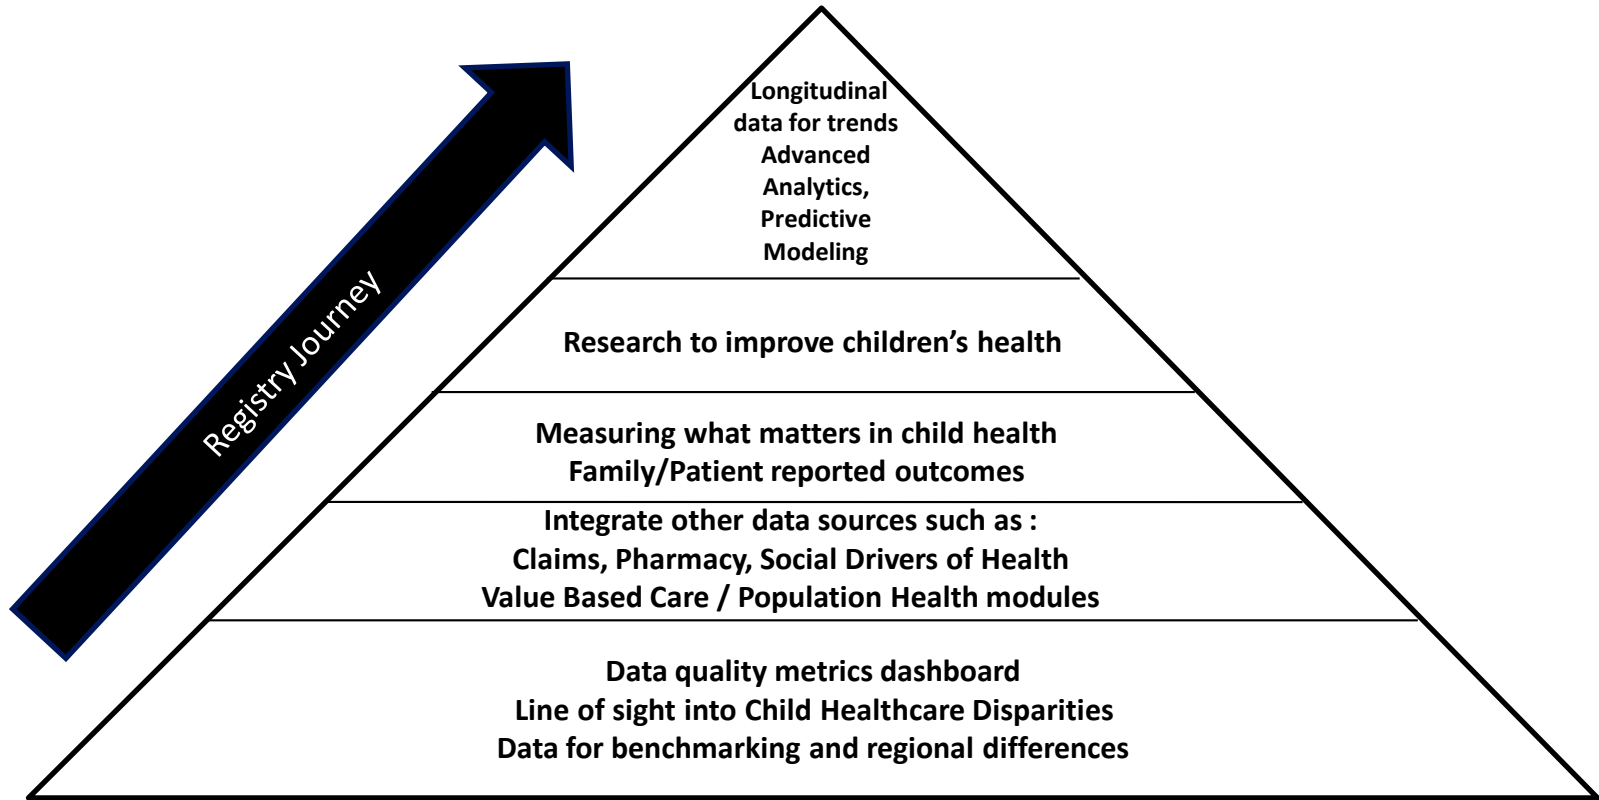 Longitudinal
data for trends
Advanced
Analytics,
Predictive
Modeling
Registry Journey
Research to improve children’s health
Measuring what matters in child health
Family/Patient reported outcomes
Integrate other data sources such as :
Claims, Pharmacy, Social Drivers of Health
Value Based Care / Population Health modules
Data quality metrics dashboard
Line of sight into Child Healthcare Disparities
Data for benchmarking and regional differences